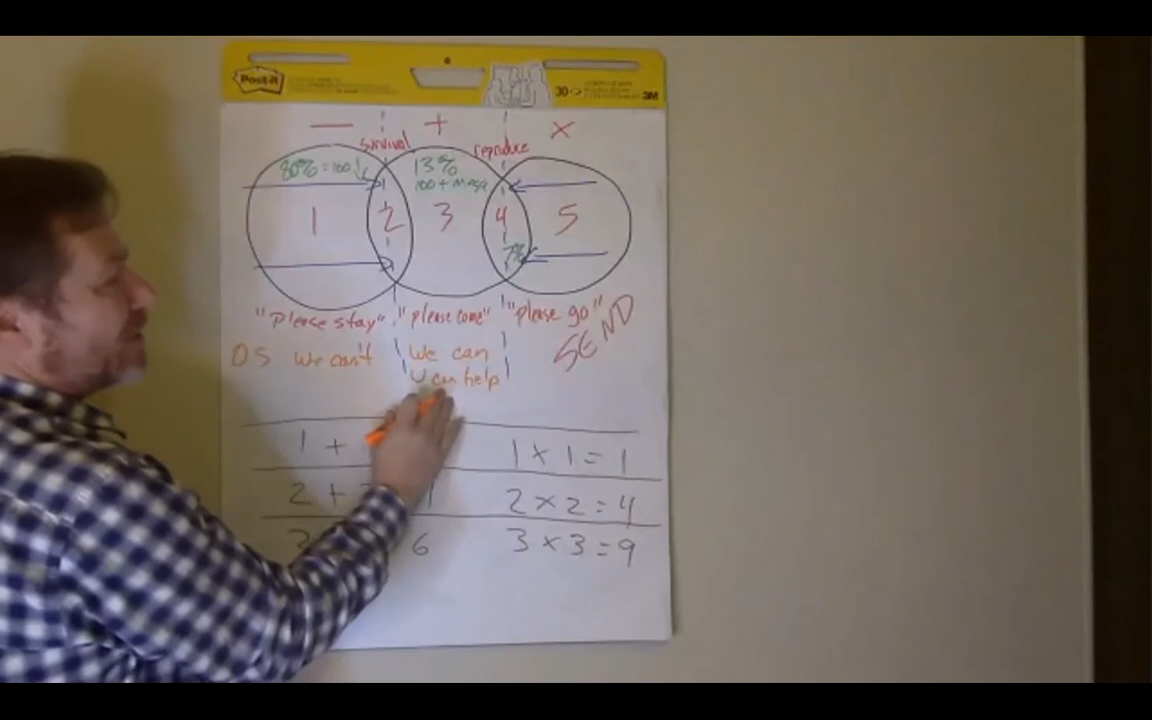 Post-it
30
3M
— + X
survival reproduce
80% = 100 ↓ 13%
100 + mega
1 2 3 4 5
7%
"please stay" "please come" "please go"
SEND
OS we can't We can
U can help
1 + 1 x 1 = 1
2 + 2 x 2 = 4
6 3 x 3 = 9